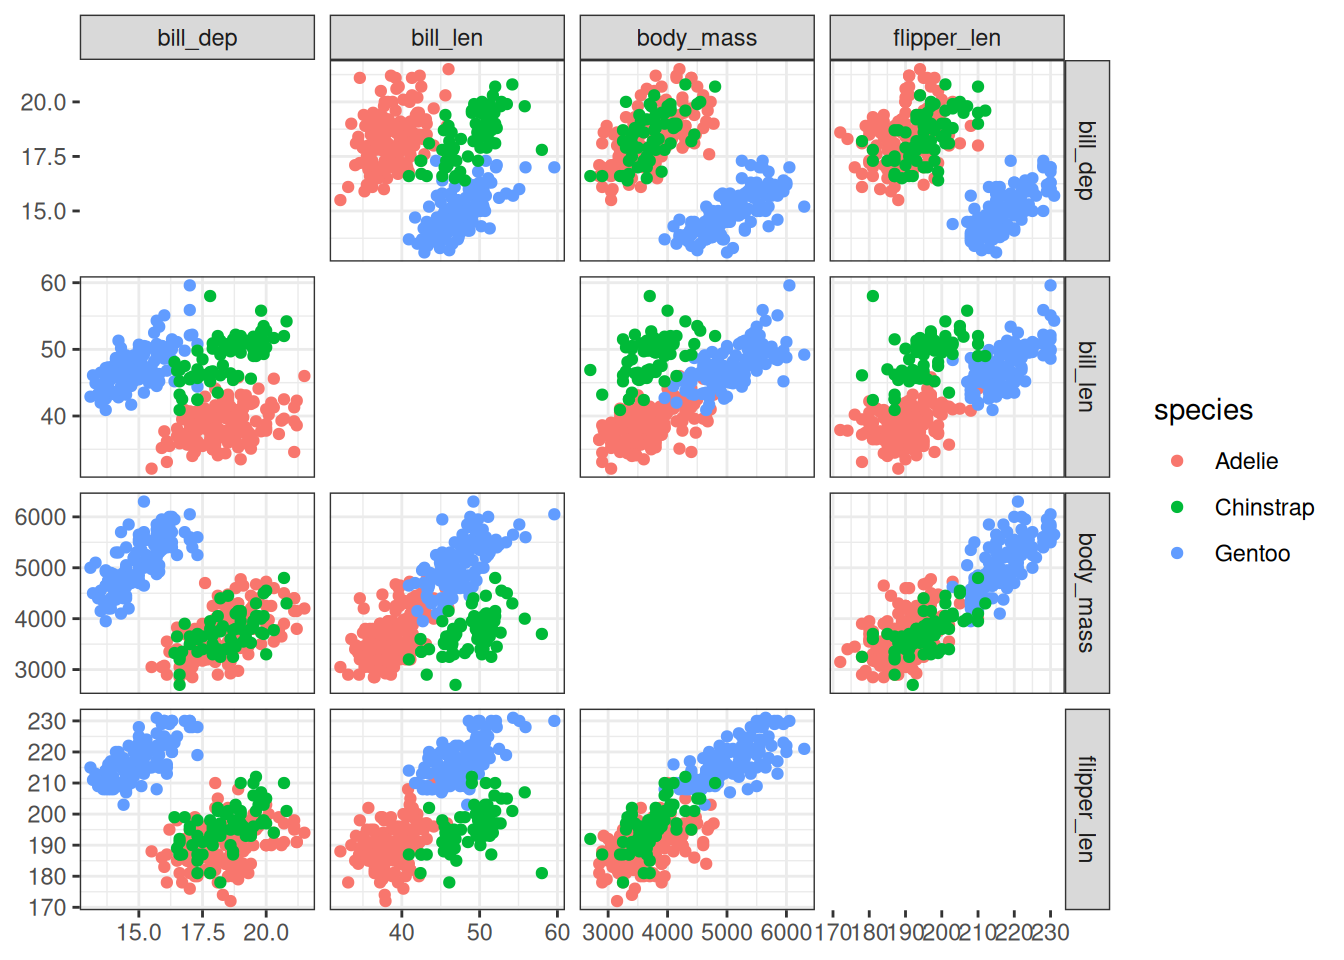 bill_dep bill_len body_mass flipper_len
20.0
17.5
15.0
bill_dep
60
50
40
bill_len
species
Adelie
Chinstrap
Gentoo
6000
5000
4000
3000
body_mass
230
220
210
200
190
180
170
flipper_len
15.0 17.5 20.0 40 50 60 3000 4000 5000 6000 170 180 190 200 210 220 230